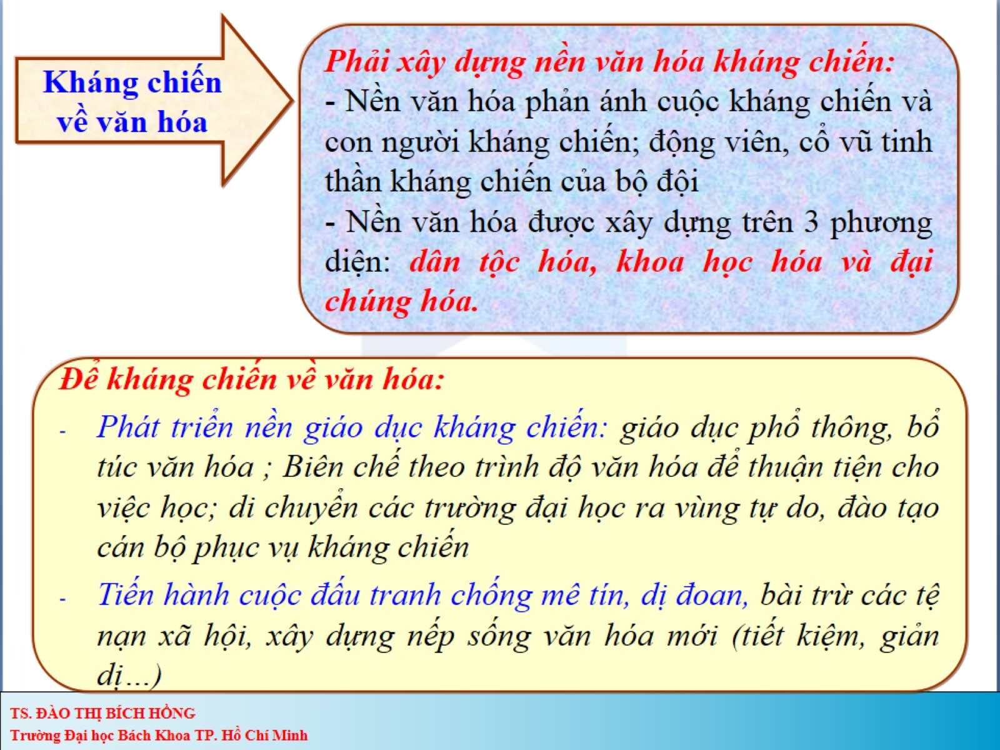 Kháng chiến
về văn hóa
Phải xây dựng nền văn hóa kháng chiến:
- Nền văn hóa phản ánh cuộc kháng chiến và
con người kháng chiến; động viên, cổ vũ tinh
thần kháng chiến của bộ đội
- Nền văn hóa được xây dựng trên 3 phương
diện: dân tộc hóa, khoa học hóa và đại
chúng hóa.
Để kháng chiến về văn hóa:
- Phát triển nền giáo dục kháng chiến: giáo dục phổ thông, bổ
túc văn hóa ; Biên chế theo trình độ văn hóa để thuận tiện cho
việc học; di chuyển các trường đại học ra vùng tự do, đào tạo
cán bộ phục vụ kháng chiến
- Tiến hành cuộc đấu tranh chống mê tín, dị đoan, bài trừ các tệ
nạn xã hội, xây dựng nếp sống văn hóa mới (tiết kiệm, giản
dị...)
TS. ĐÀO THỊ BÍCH HỒNG
Trường Đại học Bách Khoa TP. Hồ Chí Minh